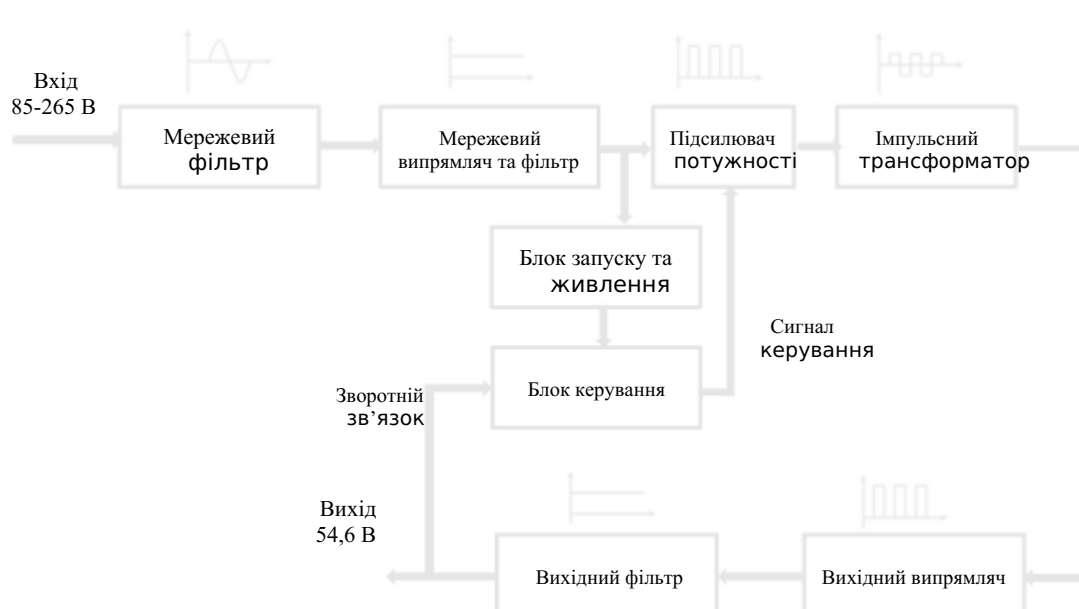 Вхід
85-265 В
Мережевий
фільтр
Мережевий
випрямляч та фільтр
Підсилювач
потужності
Імпульсний
трансформатор
Блок запуску та
живлення
Сигнал
керування
Блок керування
Зворотній
зв’язок
Вихід
54,6 В
Вихідний фільтр
Вихідний випрямляч